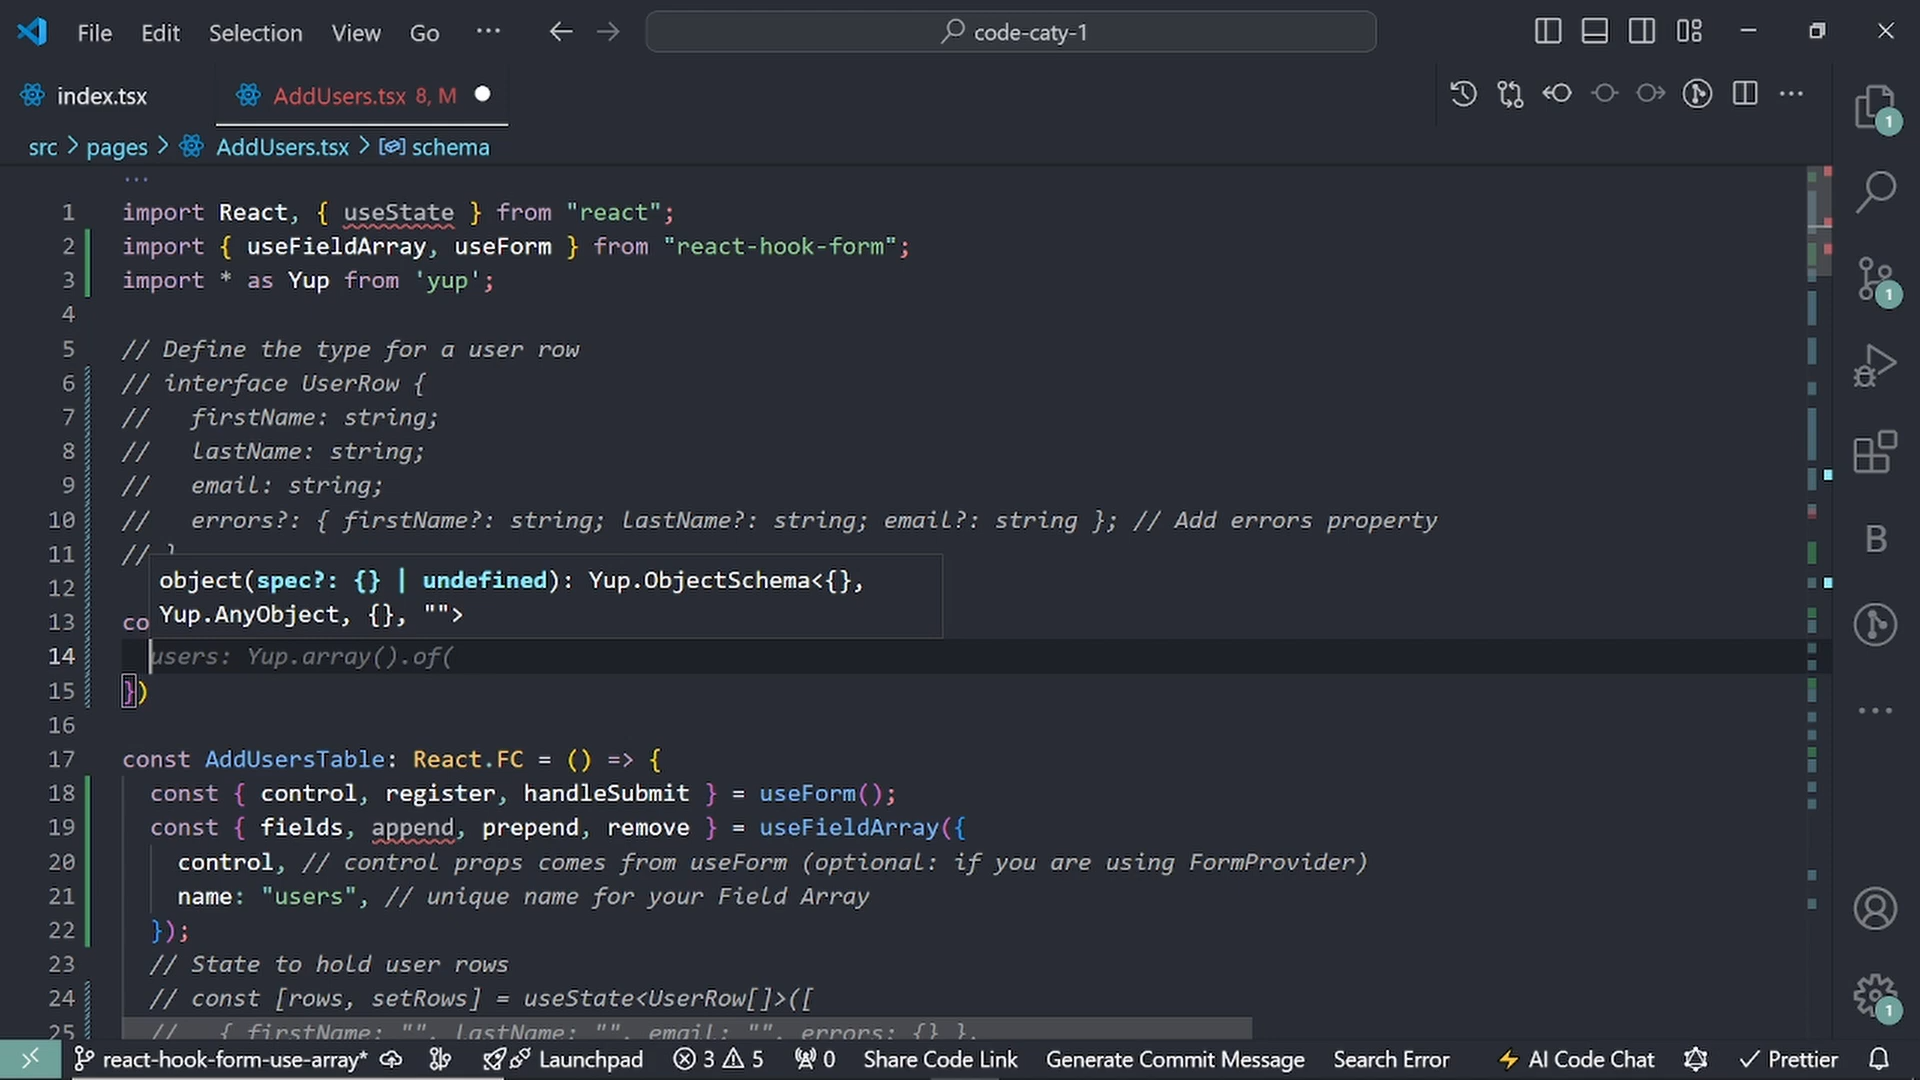 File Edit Selection View Go ··· code-caty-1
index.tsx AddUsers.tsx 8, M
src > pages > AddUsers.tsx > schema
...
1 import React, { useState } from "react";
2 import { useFieldArray, useForm } from "react-hook-form";
3 import * as Yup from 'yup';
4
5 // Define the type for a user row
6 // interface UserRow {
7 //   firstName: string;
8 //   lastName: string;
9 //   email: string;
10 //   errors?: { firstName?: string; lastName?: string; email?: string }; // Add errors property
11 // }
object(spec?: {} | undefined): Yup.ObjectSchema<{},
12 Yup.AnyObject, {}, "">
13 co
14 users: Yup.array().of(
15 })
16
17 const AddUsersTable: React.FC = () => {
18 const { control, register, handleSubmit } = useForm();
19 const { fields, append, prepend, remove } = useFieldArray({
20 control, // control props comes from useForm (optional: if you are using FormProvider)
21 name: "users", // unique name for your Field Array
22 });
23 // State to hold user rows
24 // const [rows, setRows] = useState<UserRow[]>([
25 //   { firstName: "", lastName: "", email: "", errors: {} },
react-hook-form-use-array* Launchpad 3 5 0 Share Code Link Generate Commit Message Search Error AI Code Chat Prettier
1
1
B
1